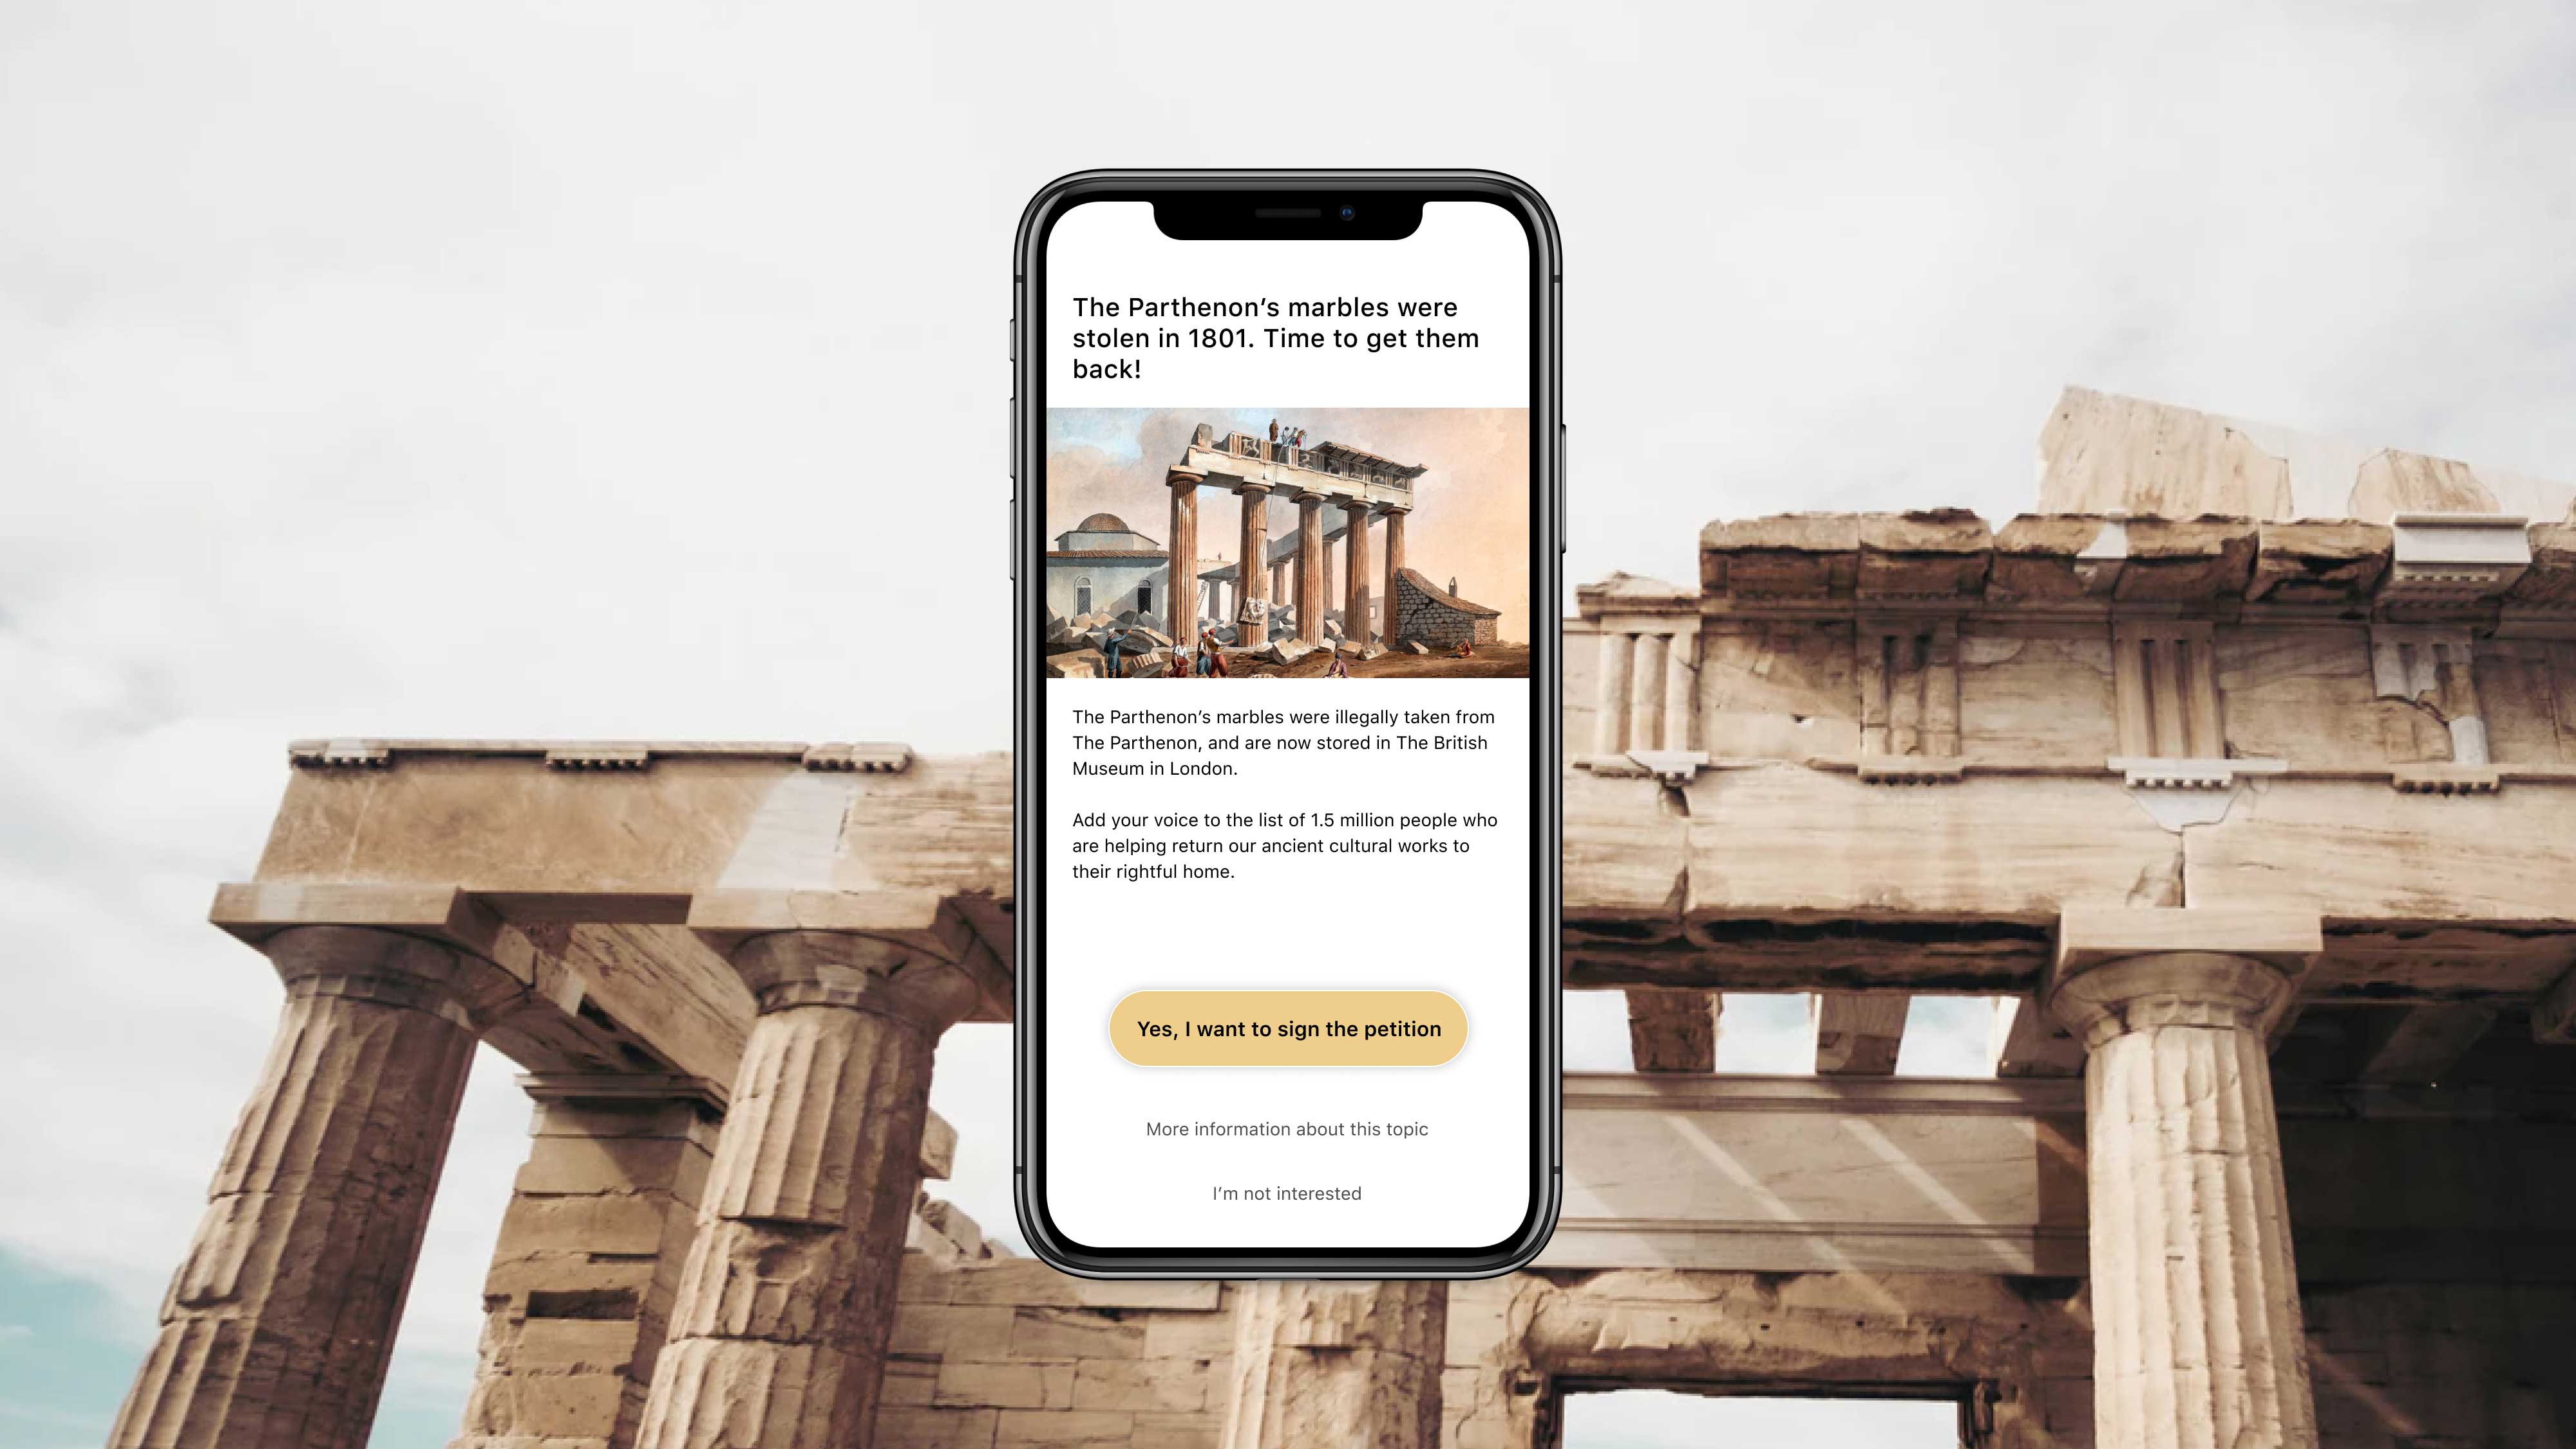 The Parthenon’s marbles were
stolen in 1801. Time to get them
back!
The Parthenon’s marbles were illegally taken from
The Parthenon, and are now stored in The British
Museum in London.
Add your voice to the list of 1.5 million people who
are helping return our ancient cultural works to
their rightful home.
Yes, I want to sign the petition
More information about this topic
I’m not interested